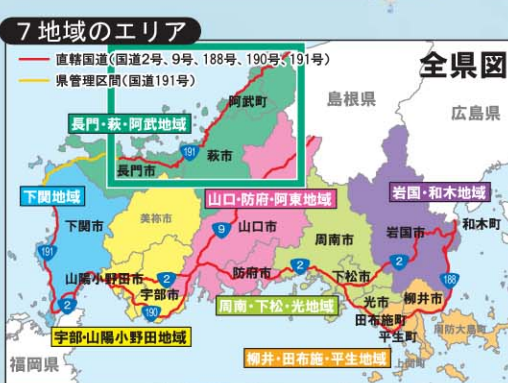 7地域のエリア
直轄国道(国道2号、9号、188号、190号、191号)
県管理区間(国道191号)
全県図
島根県
広島県
阿武町
長門・萩・阿武地域
191
萩市
長門市
下関地域
山口・防府・阿東地域
岩国・和木地域
美祢市
下関市
9
山口市
周南市
岩国市
和木町
191
山陽小野田市
2
防府市
2
下松市
2
188
2
宇部市
190
周南・下松・光地域
光市
柳井市
田布施町
平生町
周防大島町
宇部・山陽小野田地域
柳井・田布施・平生地域
上関町
福岡県